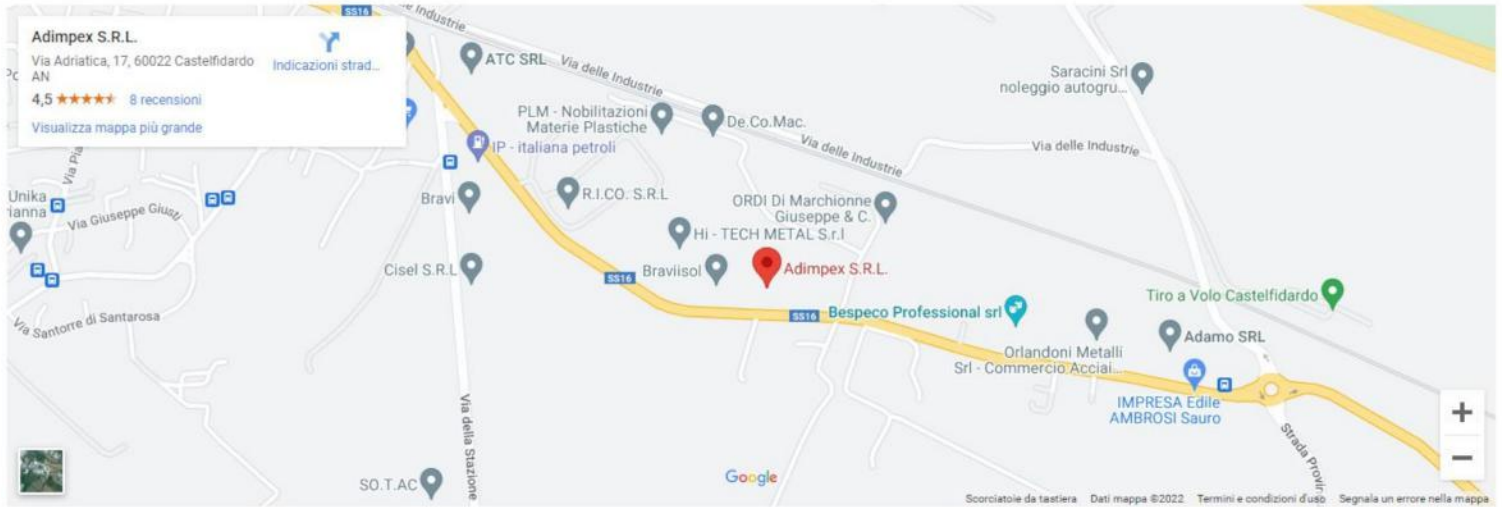 Adimpex S.R.L.
Via Adriatica, 17, 60022 Castelfidardo
AN
Indicazioni strad...
4,5
8 recensioni
Visualizza mappa più grande
SS16
Industrie
ATC SRL
Via delle Industrie
Saracini Srl
noleggio autogru...
PLM - Nobilitazioni
Materie Plastiche
De.Co.Mac.
IP - italiana petroli
Via delle Industrie
Via delle Industrie
Unika
ianna
Via Giuseppe Giusti
Bravi
R.I.CO. S.R.L
ORDI Di Marchionne
Giuseppe & C.
Hi - TECH METAL S.r.l
Cisel S.R.L
SS16
Braviisol
Adimpex S.R.L.
Tiro a Volo Castelfidardo
Via Santorre di Santarosa
SS16
Bespeco Professional srl
Adamo SRL
Orlandoni Metalli
Srl - Commercio Acciai...
IMPRESA Edile
AMBROSI Sauro
Via della Stazione
Strada Provin
+
−
SO.T.AC
Google
Scorciatoie da tastiera
Dati mappa ©2022
Termini e condizioni d'uso
Segnala un errore nella mappa